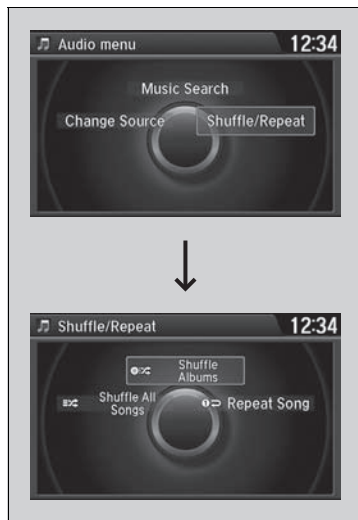 Audio menu 12:34
Music Search
Change Source Shuffle/Repeat
Shuffle/Repeat 12:34
Shuffle
Albums
Shuffle All
Songs
Repeat Song